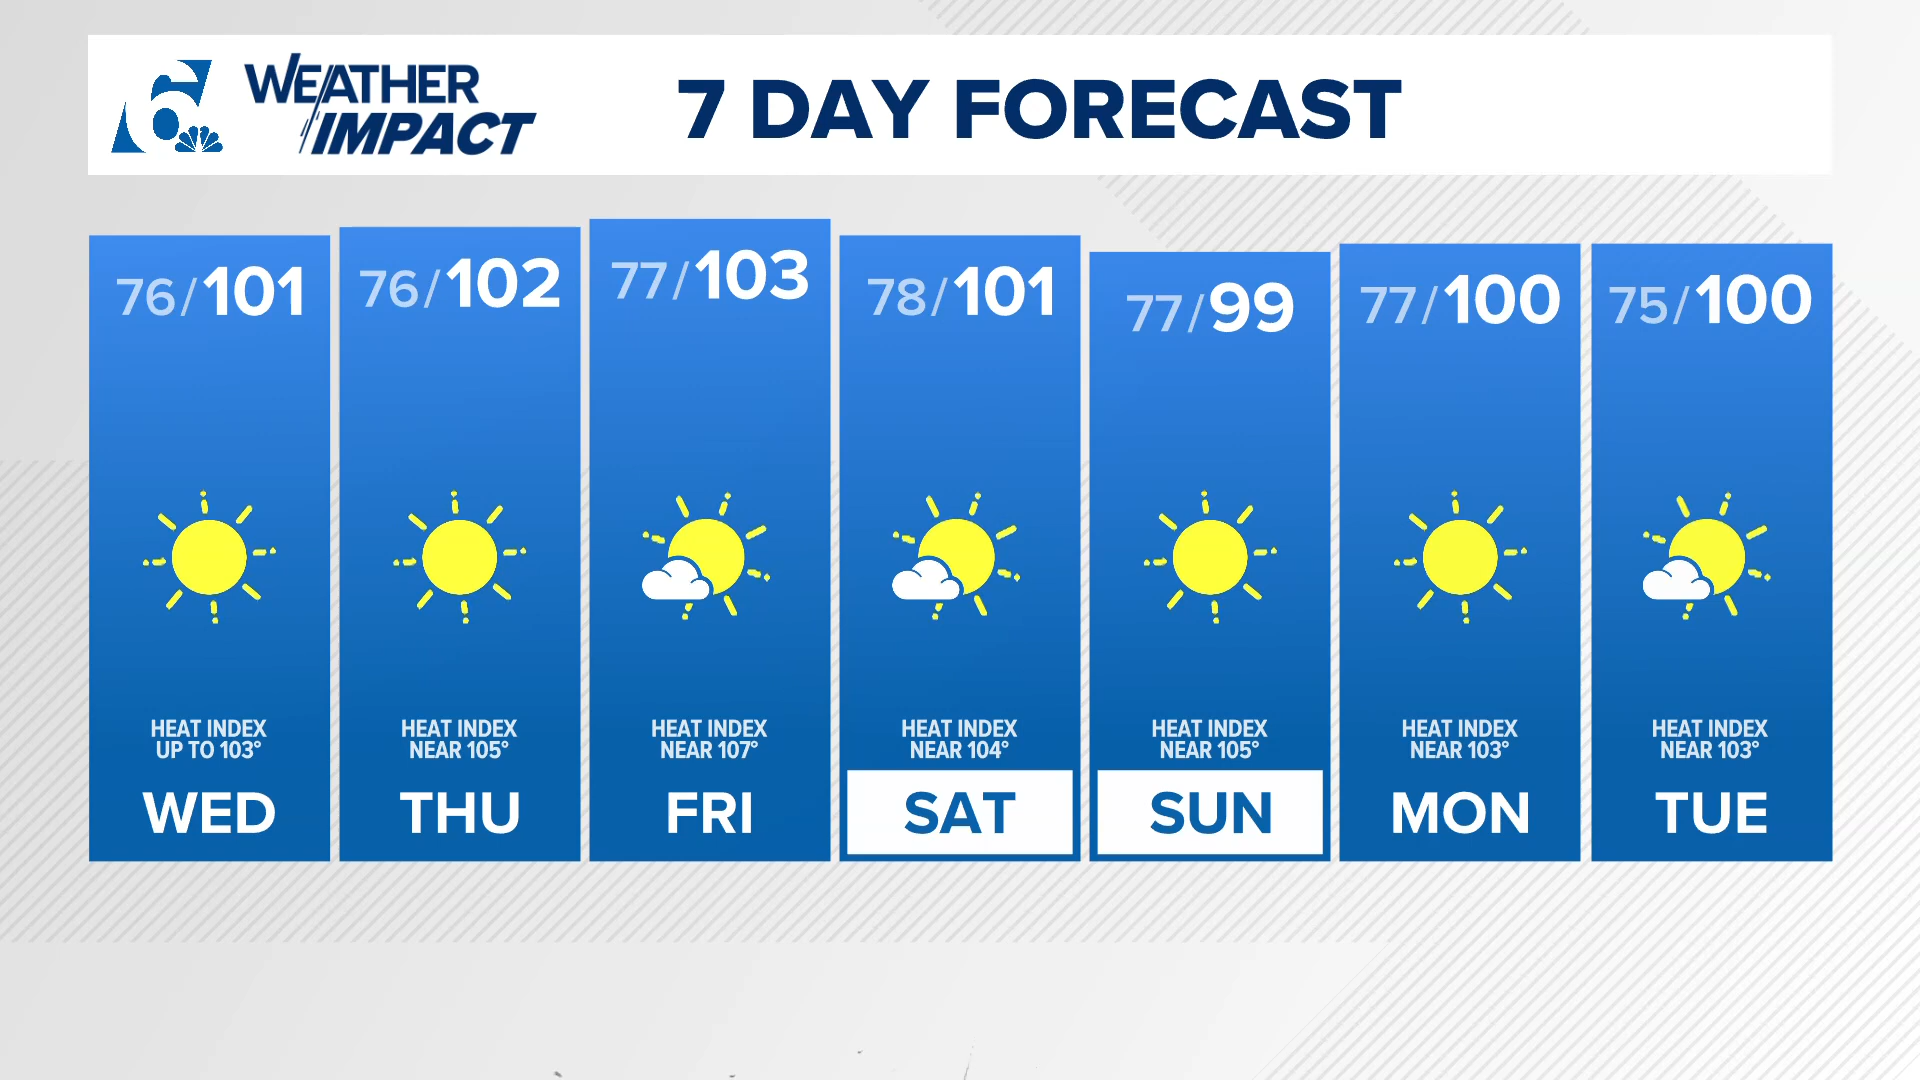 6
WEATHER
IMPACT
7 DAY FORECAST
76/101
76/102
77/103
78/101
77/99
77/100
75/100
HEAT INDEX
UP TO 103°
HEAT INDEX
NEAR 105°
HEAT INDEX
NEAR 107°
HEAT INDEX
NEAR 104°
HEAT INDEX
NEAR 105°
HEAT INDEX
NEAR 103°
HEAT INDEX
NEAR 103°
WED
THU
FRI
SAT
SUN
MON
TUE